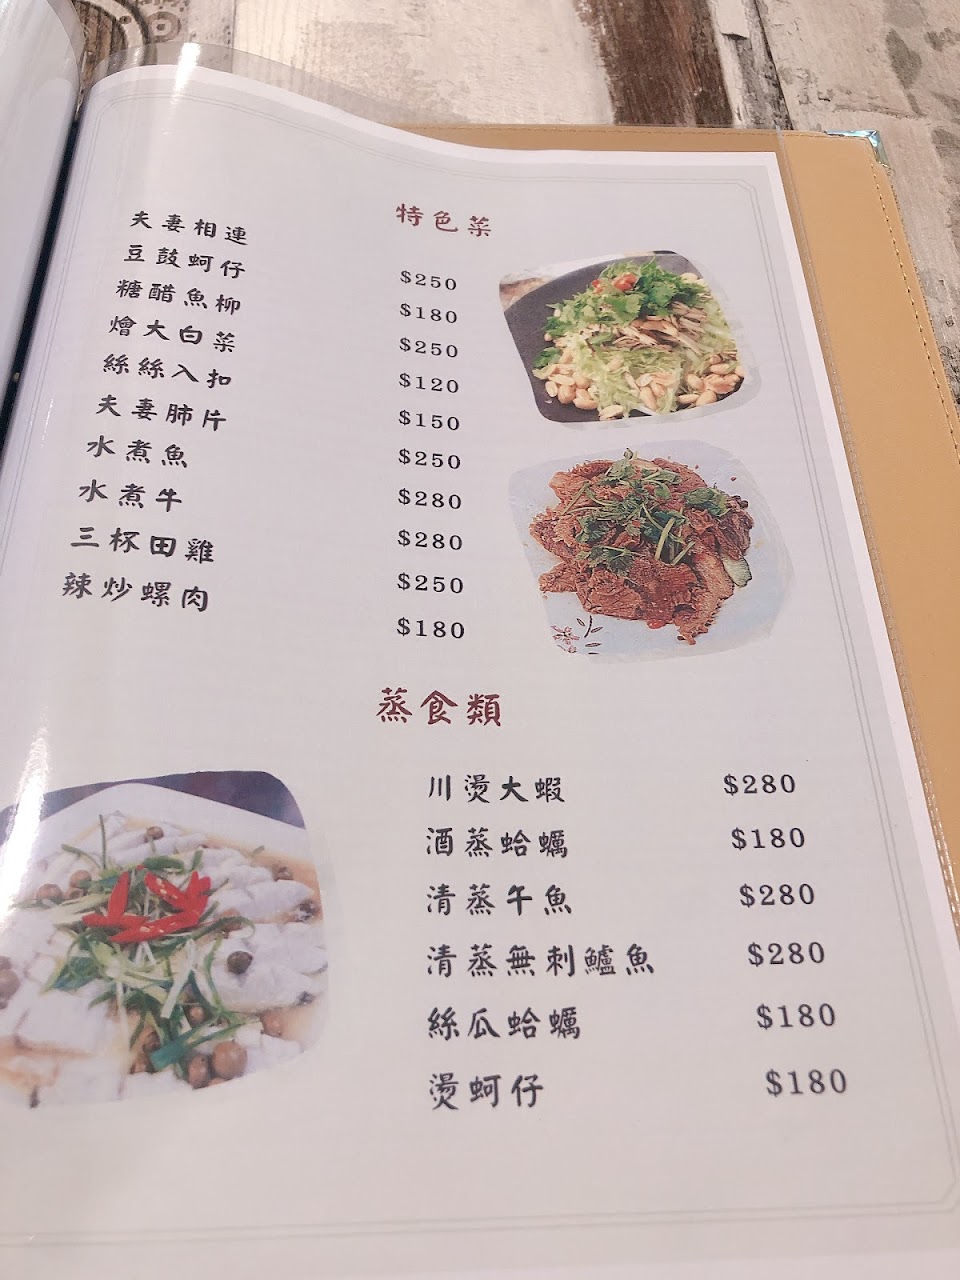 特色菜
夫妻相連 $250
豆鼓蚵仔 $180
糖醋魚柳 $250
燴大白菜 $120
絲絲入扣 $150
夫妻肺片 $250
水煮魚 $280
水煮牛 $280
三杯田雞 $250
辣炒螺肉 $180
蒸食類
川燙大蝦 $280
酒蒸蛤蠣 $180
清蒸午魚 $280
清蒸無刺鱸魚 $280
絲瓜蛤蠣 $180
燙蚵仔 $180